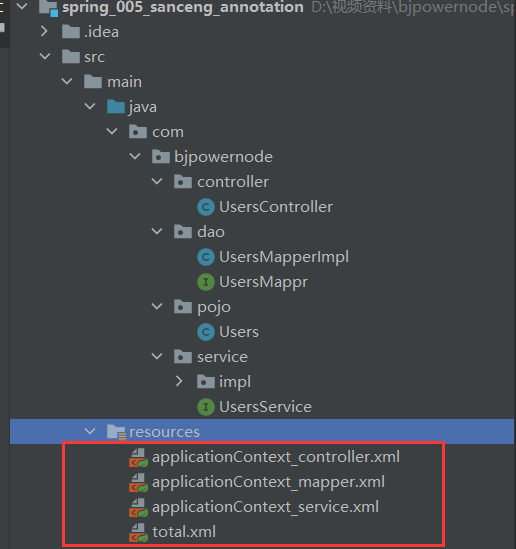 spring_005_sanceng_annotation D:\视频资料\bjpowernode\sp
.idea
src
main
java
com
bjpowernode
controller
UsersController
dao
UsersMapperImpl
UsersMappr
pojo
Users
service
impl
UsersService
resources
applicationContext_controller.xml
applicationContext_mapper.xml
applicationContext_service.xml
total.xml